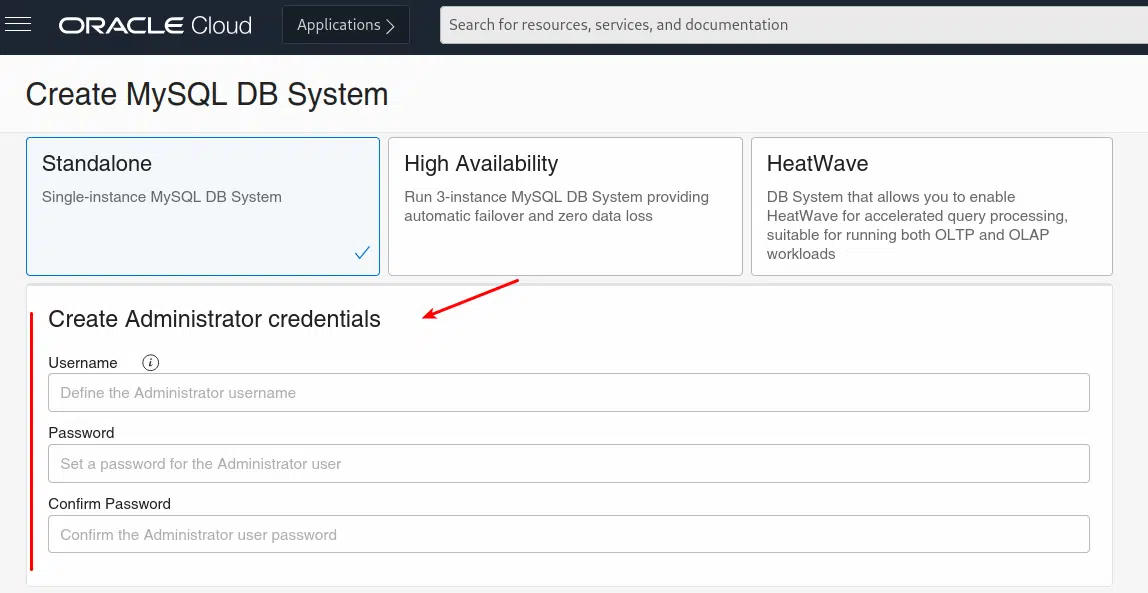 ORACLE Cloud
Applications
Search for resources, services, and documentation
Create MySQL DB System
Standalone
Single-instance MySQL DB System
High Availability
Run 3-instance MySQL DB System providing
automatic failover and zero data loss
HeatWave
DB System that allows you to enable
HeatWave for accelerated query processing,
suitable for running both OLTP and OLAP
workloads
Create Administrator credentials
Username
Define the Administrator username
Password
Set a password for the Administrator user
Confirm Password
Confirm the Administrator user password